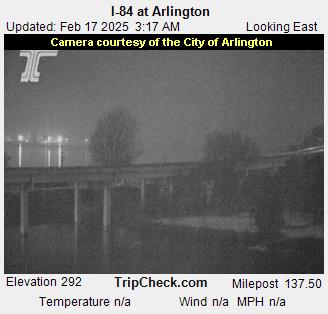 I-84 at Arlington
Updated: Feb 17 2025 3:17 AM Looking East
Camera courtesy of the City of Arlington
Elevation 292 TripCheck.com Milepost 137.50
Temperature n/a Wind n/a MPH n/a